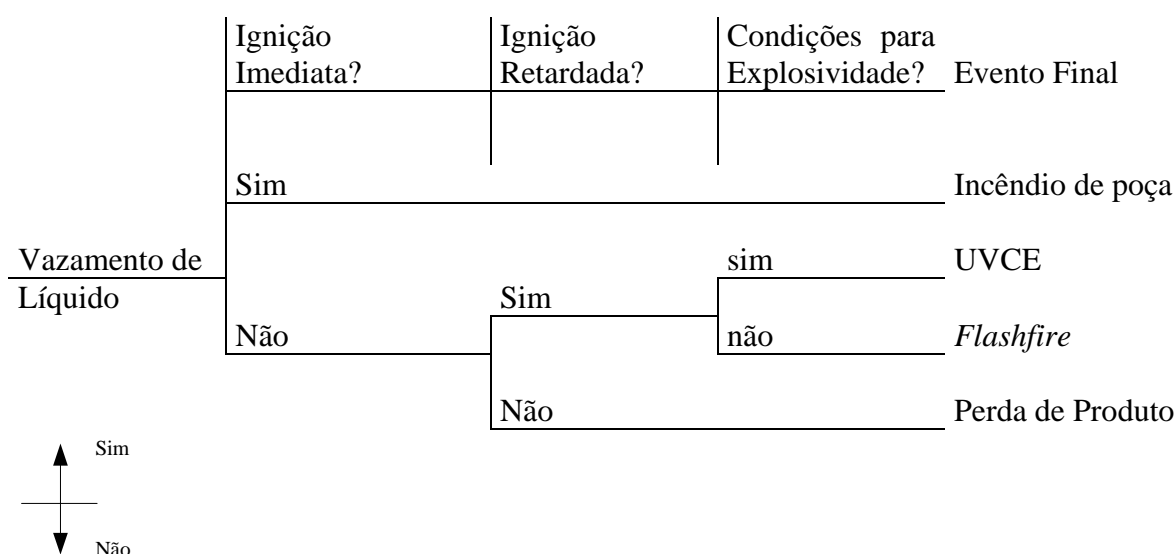 Ignição
Imediata?
Ignição
Retardada?
Condições para
Explosividade?
Evento Final
Sim
Incêndio de poça
Vazamento de
Líquido
sim
UVCE
Sim
Não
não
Flashfire
Não
Perda de Produto
Sim
Não